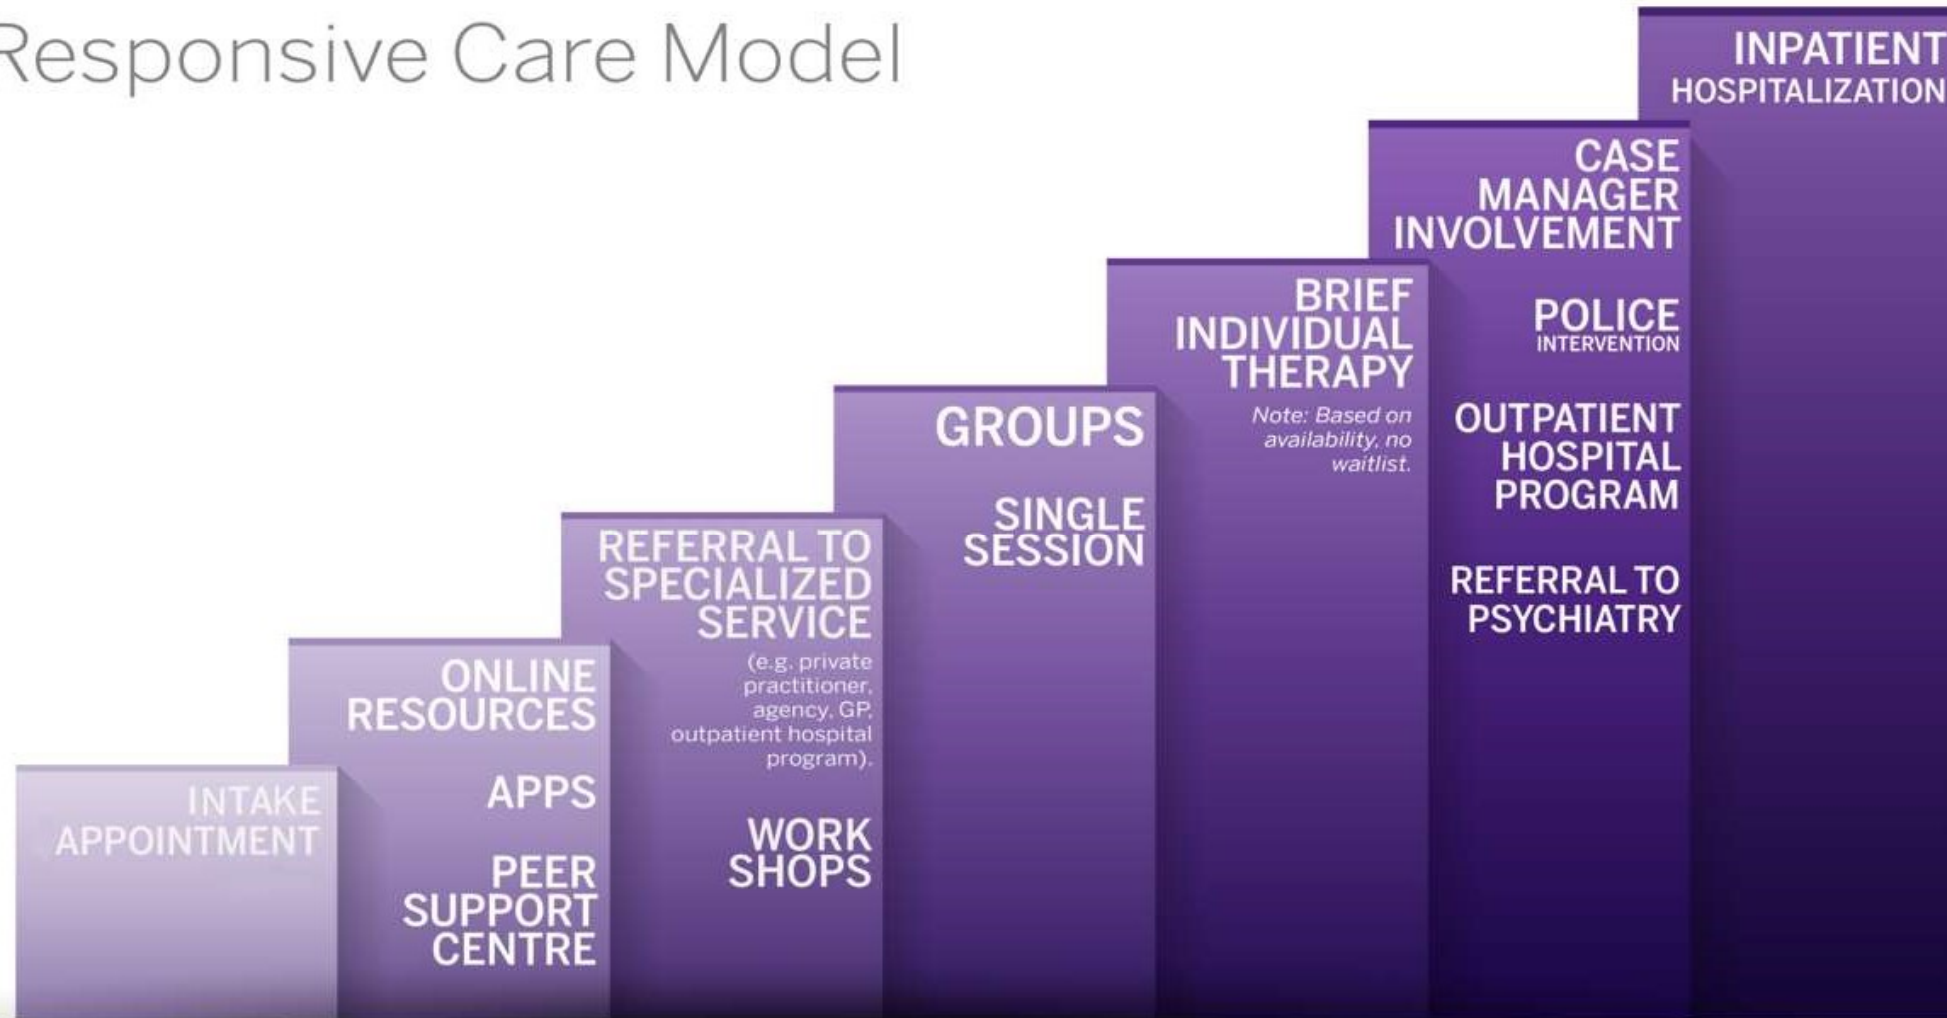 Responsive Care Model
INTAKE
APPOINTMENT
ONLINE
RESOURCES
APPS
PEER
SUPPORT
CENTRE
REFERRAL TO
SPECIALIZED
SERVICE
(e.g. private
practitioner,
agency, GP,
outpatient hospital
program).
WORK
SHOPS
GROUPS
SINGLE
SESSION
BRIEF
INDIVIDUAL
THERAPY
Note: Based on
availability, no
waitlist.
CASE
MANAGER
INVOLVEMENT
POLICE
INTERVENTION
OUTPATIENT
HOSPITAL
PROGRAM
REFERRAL TO
PSYCHIATRY
INPATIENT
HOSPITALIZATION